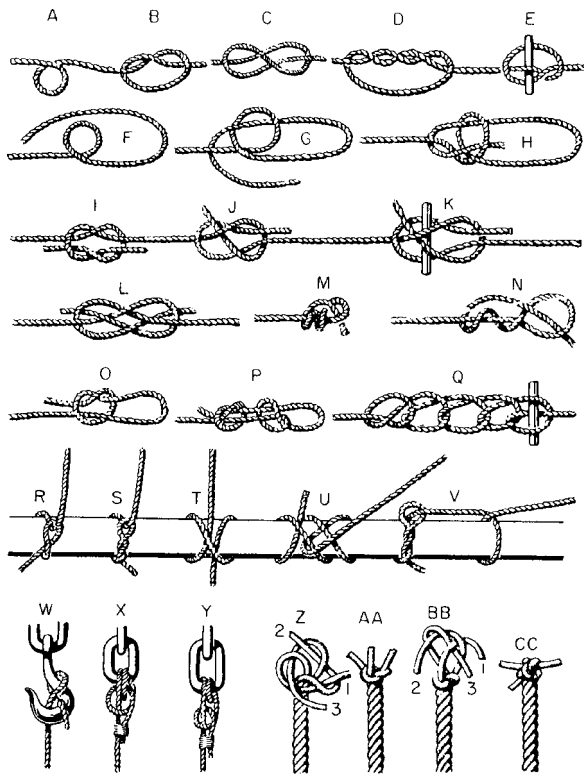 A B C D E
F G H
I J K
L M N
O P Q
R S T U V
W X Y Z AA BB CC
2 1 3 2 1 3